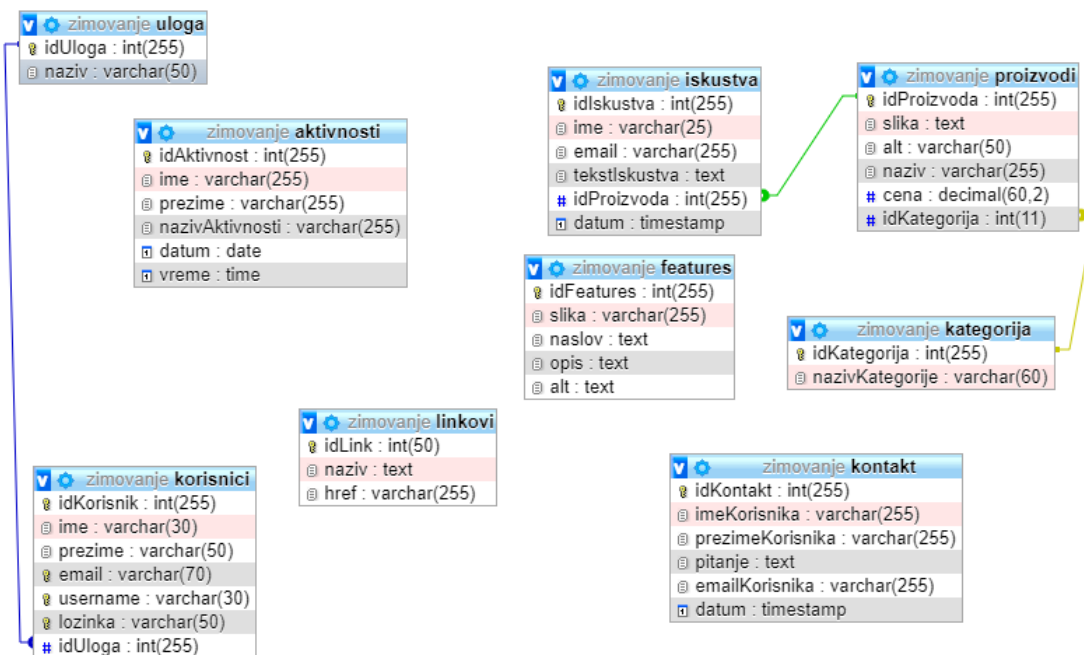 zimovanje uloga
idUloga : int(255)
naziv : varchar(50)
zimovanje aktivnosti
idAktivnost : int(255)
ime : varchar(255)
prezime : varchar(255)
nazivAktivnosti : varchar(255)
datum : date
vreme : time
zimovanje iskustva
idIskustva : int(255)
ime : varchar(25)
email : varchar(255)
tekstIskustva : text
# idProizvoda : int(255)
datum : timestamp
zimovanje proizvodi
idProizvoda : int(255)
slika : text
alt : varchar(50)
naziv : varchar(255)
# cena : decimal(60,2)
# idKategorija : int(11)
zimovanje features
idFeatures : int(255)
slika : varchar(255)
naslov : text
opis : text
alt : text
zimovanje kategorija
idKategorija : int(255)
nazivKategorije : varchar(60)
zimovanje linkovi
idLink : int(50)
naziv : text
href : varchar(255)
zimovanje korisnici
idKorisnik : int(255)
ime : varchar(30)
prezime : varchar(50)
email : varchar(70)
username : varchar(30)
lozinka : varchar(50)
# idUloga : int(255)
zimovanje kontakt
idKontakt : int(255)
imeKorisnika : varchar(255)
prezimeKorisnika : varchar(255)
pitanje : text
emailKorisnika : varchar(255)
datum : timestamp